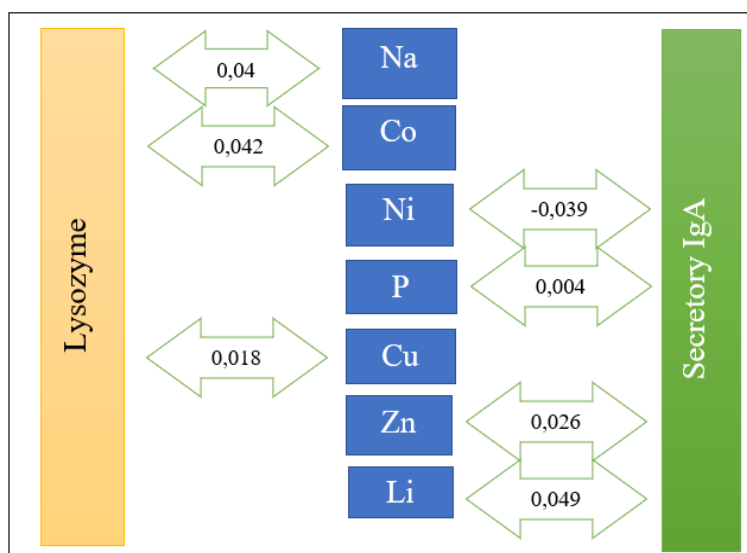 Lysozyme
0,04
Na
0,042
Co
Ni
-0,039
P
0,004
0,018
Cu
Zn
0,026
Li
0,049
Secretory IgA